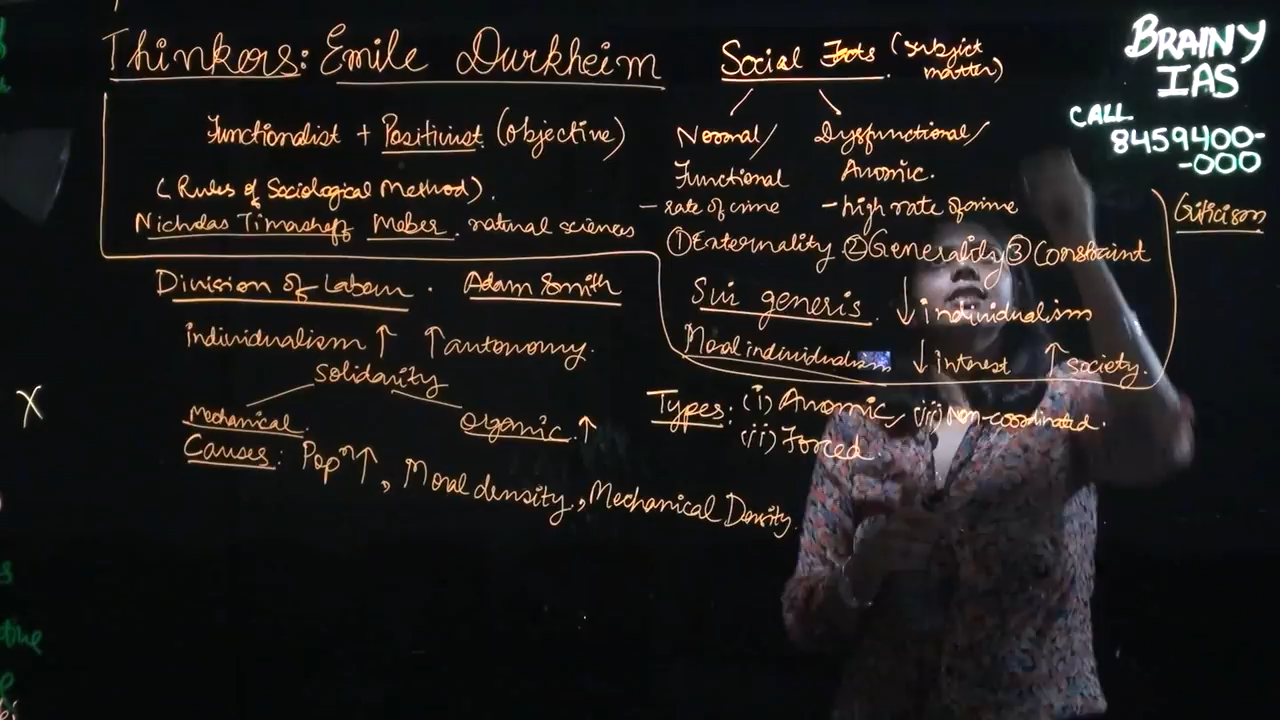 Thinkers: Emile Durkheim
Functionalist + Positivist (objective)
(Rules of Sociological Method).
Nicholas Timasheff Weber. natural sciences
Social Facts (subject matter)
Normal/ Functional
- rate of crime
Dysfunctional/ Anomic.
- high rate of crime
① Externality ② Generality ③ Constraint
Sui generis. ↓ individualism
Moral individualism ↓ interest ↑ society.
Criticism
Division of Labour. Adam Smith
individualism ↑ ↑ autonomy.
Solidarity
Mechanical
organic ↑
Causes: Popⁿ ↑, Moral density, Mechanical Density.
Types: (i) Anomic, (iii) Non-coordinated.
(ii) Forced
BRAINY
IAS
CALL
8459400-
-000
X